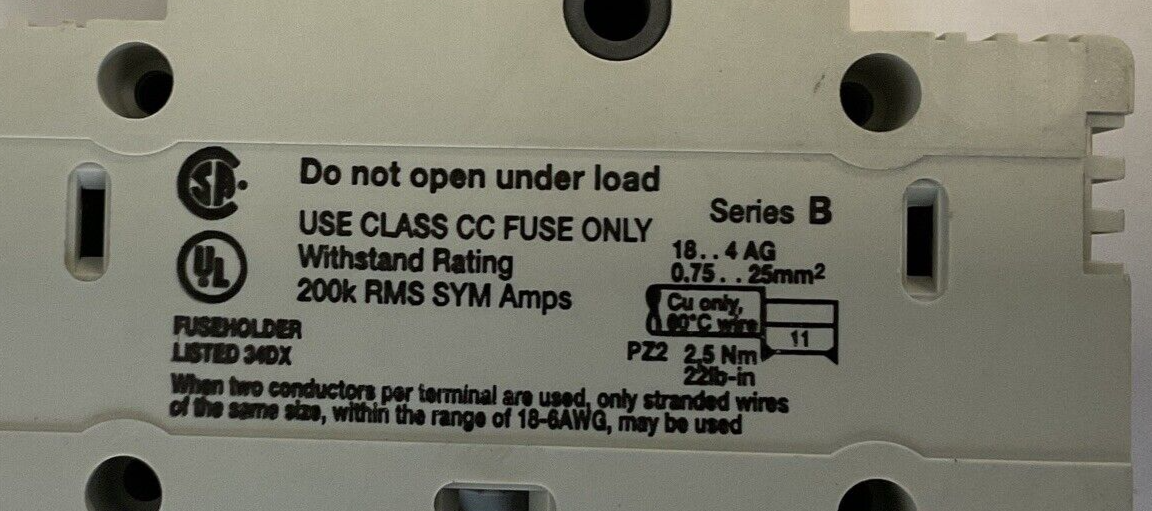 SA
Do not open under load
UL
USE CLASS CC FUSE ONLY
Withstand Rating
200k RMS SYM Amps
Series B
18..4 AG
0.75..25mm²
Cu only,
60°C wire
11
PZ2 2,5 Nm
22lb-in
FUSEHOLDER
LISTED 34DX
When two conductors per terminal are used, only stranded wires
of the same size, within the range of 18-6AWG, may be used